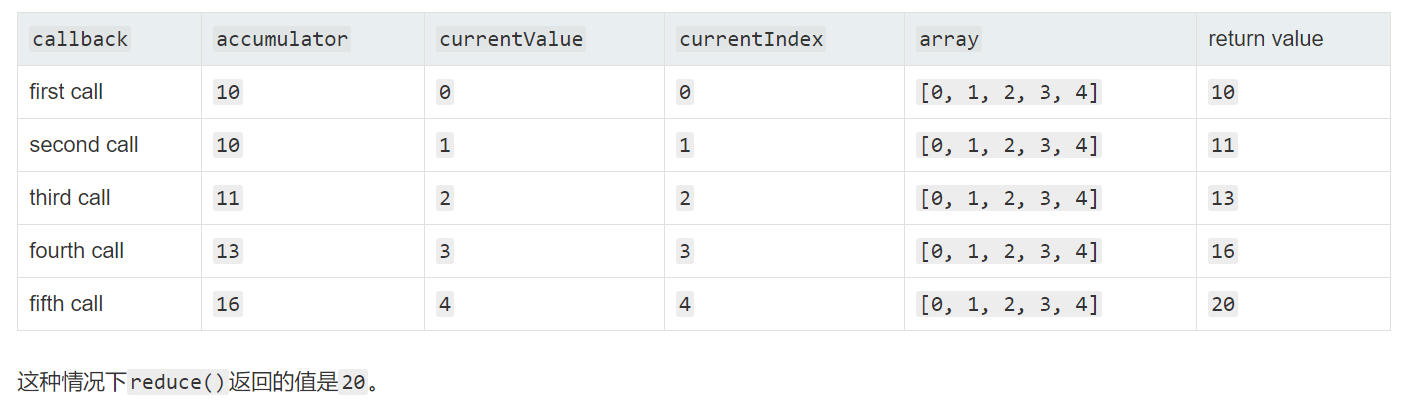 callback accumulator currentValue currentIndex array return value
first call 10 0 0 [0, 1, 2, 3, 4] 10
second call 10 1 1 [0, 1, 2, 3, 4] 11
third call 11 2 2 [0, 1, 2, 3, 4] 13
fourth call 13 3 3 [0, 1, 2, 3, 4] 16
fifth call 16 4 4 [0, 1, 2, 3, 4] 20
这种情况下reduce()返回的值是20。